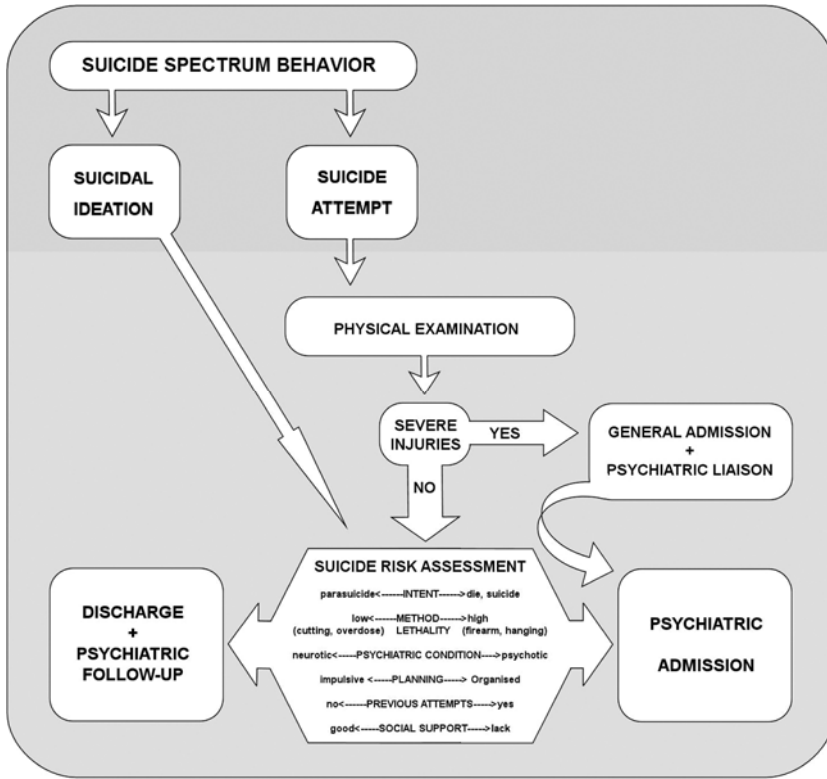 SUICIDE SPECTRUM BEHAVIOR
SUICIDAL
IDEATION
SUICIDE
ATTEMPT
PHYSICAL EXAMINATION
SEVERE
INJURIES
YES
GENERAL ADMISSION
+
PSYCHIATRIC LIAISON
NO
SUICIDE RISK ASSESSMENT
parasuicide<------INTENT------>die, suicide
low<------METHOD------>high
(cutting, overdose) LETHALITY (firearm, hanging)
neurotic<-----PSYCHIATRIC CONDITION---->psychotic
impulsive <-----PLANNING-----> Organised
no<------PREVIOUS ATTEMPTS----->yes
good<-----SOCIAL SUPPORT----->lack
DISCHARGE
+
PSYCHIATRIC
FOLLOW-UP
PSYCHIATRIC
ADMISSION